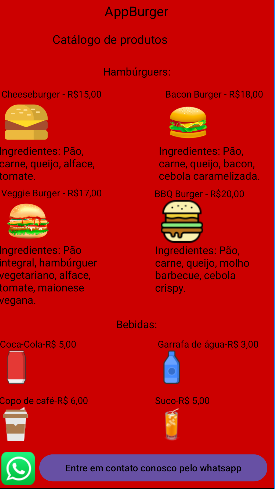 AppBurger
Catálogo de produtos
Hambúrguers:
Cheeseburger - R$15,00
Bacon Burger - R$18,00
Ingredientes: Pão,
carne, queijo, alface,
tomate.
Ingredientes: Pão,
carne, queijo, bacon,
cebola caramelizada.
Veggie Burger - R$17,00
BBQ Burger - R$20,00
Ingredientes: Pão
integral, hambúrguer
vegetariano, alface,
tomate, maionese
vegana.
Ingredientes: Pão,
carne, queijo, molho
barbecue, cebola
crispy.
Bebidas:
Coca-Cola-R$ 5,00
Garrafa de água-R$ 3,00
Copo de café-R$ 6,00
Suco-R$ 5,00
Entre em contato conosco pelo whatsapp